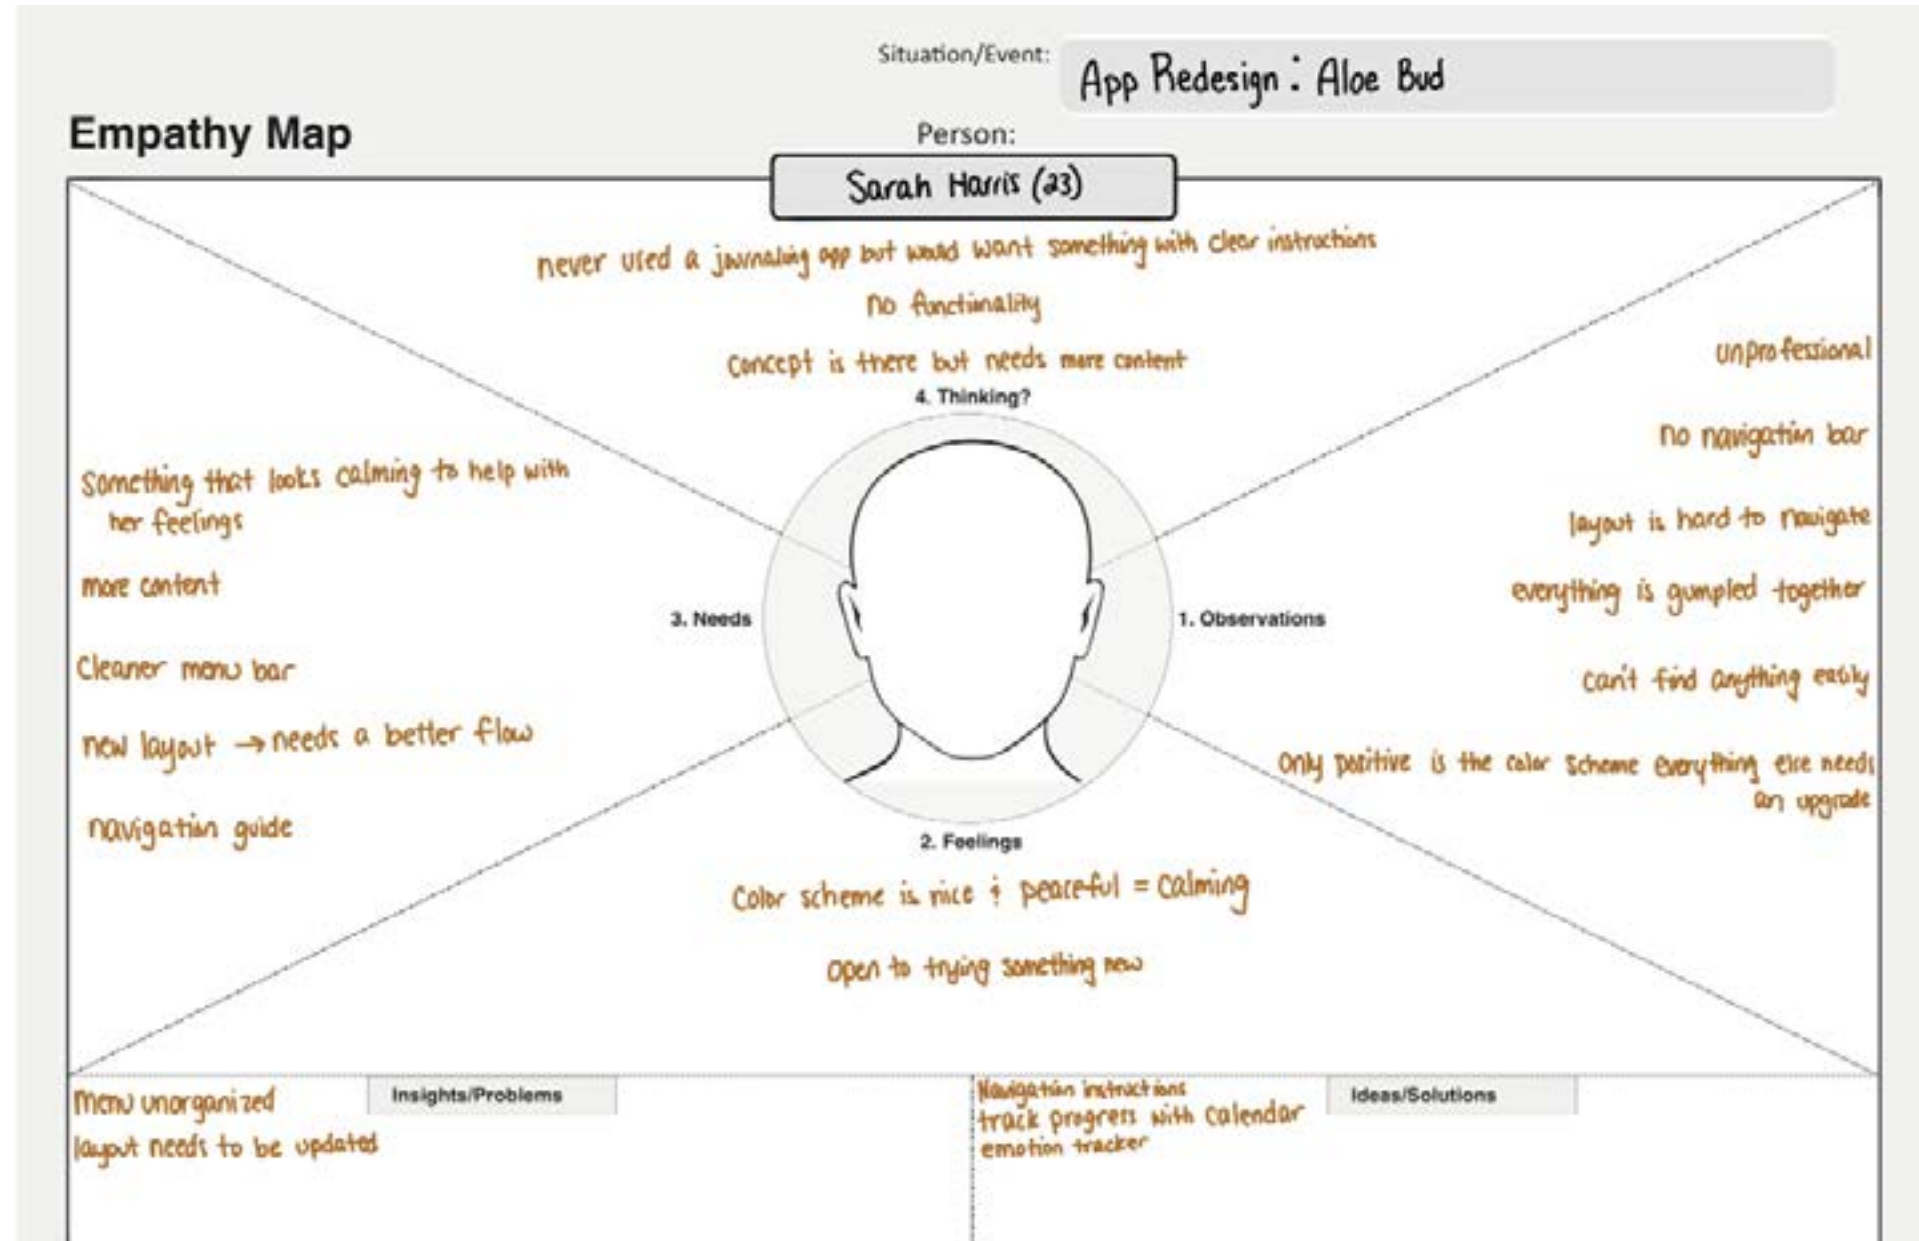 Situation/Event:
App Redesign: Aloe Bud
Empathy Map
Person:
Sarah Harris (23)
never used a journaling app but would want something with clear instructions
no functinality
concept is there but needs more content
4. Thinking?
unprofessional
no navigation bar
layout is hard to navigate
everything is gumpled together
can't find anything easily
only positive is the color scheme everything else needs
an upgrade
1. Observations
Something that looks calming to help with
her feelings
more content
Cleaner menu bar
new layout → needs a better flow
navigation guide
3. Needs
2. Feelings
Color scheme is nice & peaceful = calming
open to trying something new
Insights/Problems
menu unorganized
layout needs to be updated
Ideas/Solutions
Navigation instructions
track progress with calendar
emotion tracker